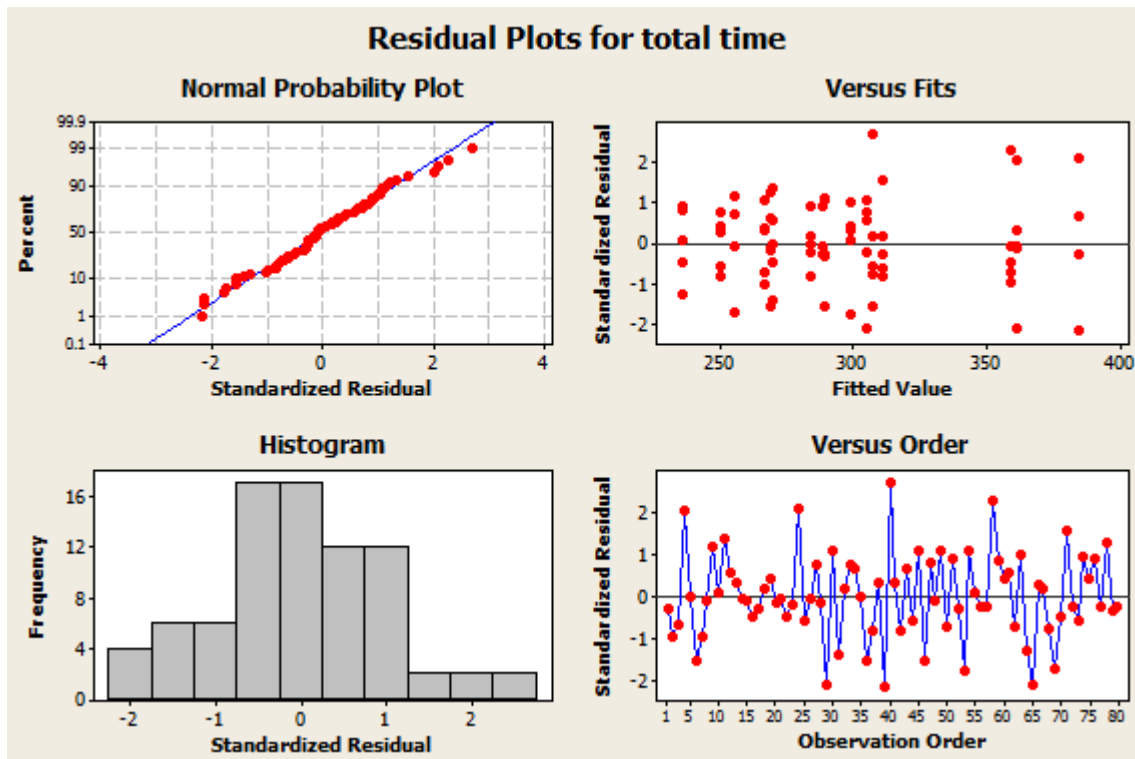 Residual Plots for total time
Normal Probability Plot
99.9
99
90
50
10
1
0.1
Percent
-4 -2 0 2 4
Standardized Residual
Versus Fits
2
1
0
-1
-2
Standardized Residual
250 300 350 400
Fitted Value
Histogram
16
12
8
4
0
Frequency
-2 -1 0 1 2
Standardized Residual
Versus Order
2
1
0
-1
-2
Standardized Residual
1 5 10 15 20 25 30 35 40 45 50 55 60 65 70 75 80
Observation Order